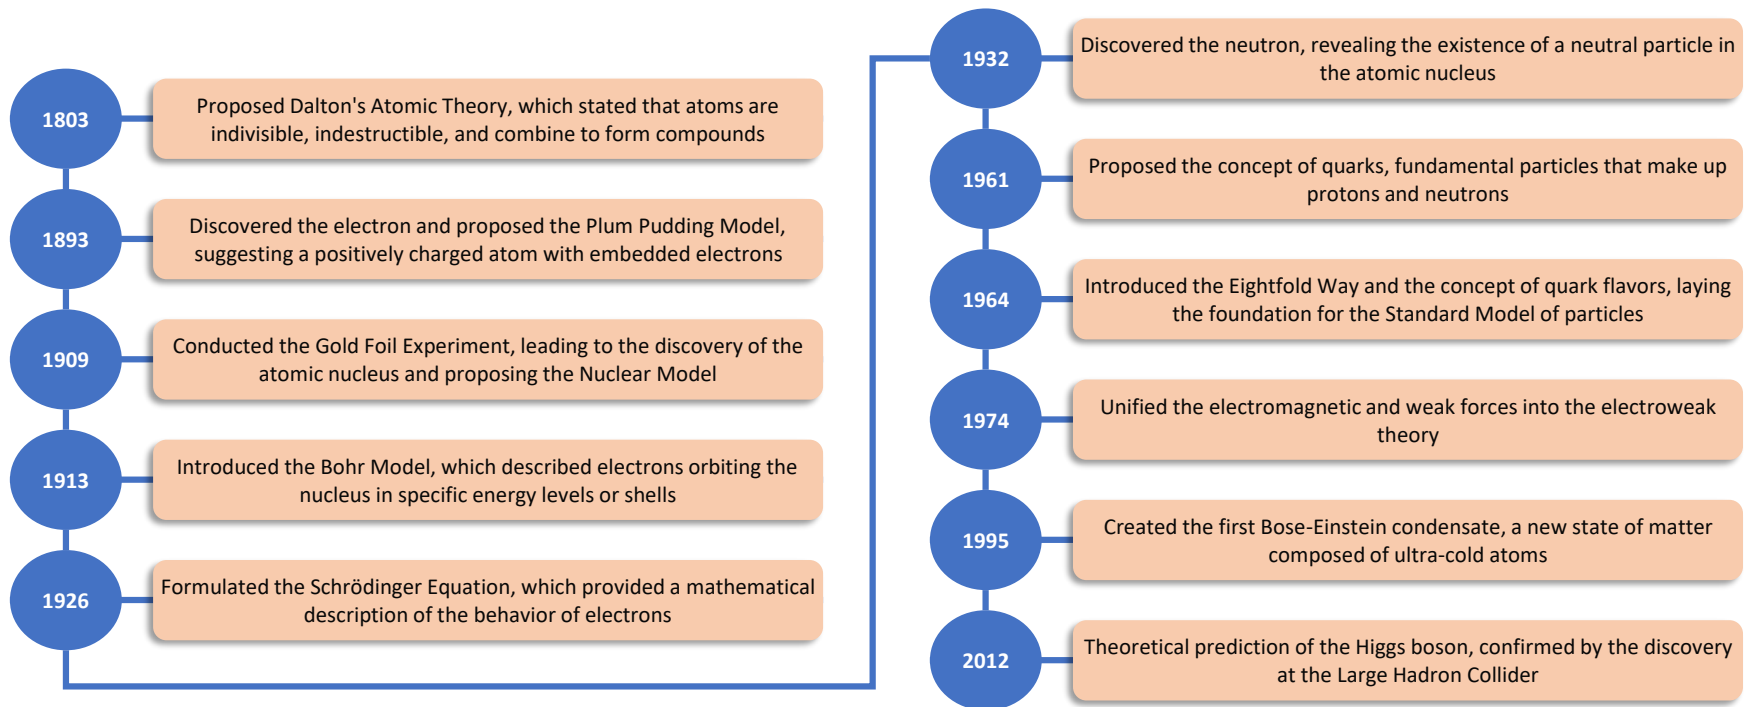 1803
Proposed Dalton's Atomic Theory, which stated that atoms are
indivisible, indestructible, and combine to form compounds
1893
Discovered the electron and proposed the Plum Pudding Model,
suggesting a positively charged atom with embedded electrons
1909
Conducted the Gold Foil Experiment, leading to the discovery of the
atomic nucleus and proposing the Nuclear Model
1913
Introduced the Bohr Model, which described electrons orbiting the
nucleus in specific energy levels or shells
1926
Formulated the Schrödinger Equation, which provided a mathematical
description of the behavior of electrons
1932
Discovered the neutron, revealing the existence of a neutral particle in
the atomic nucleus
1961
Proposed the concept of quarks, fundamental particles that make up
protons and neutrons
1964
Introduced the Eightfold Way and the concept of quark flavors, laying
the foundation for the Standard Model of particles
1974
Unified the electromagnetic and weak forces into the electroweak
theory
1995
Created the first Bose-Einstein condensate, a new state of matter
composed of ultra-cold atoms
2012
Theoretical prediction of the Higgs boson, confirmed by the discovery
at the Large Hadron Collider